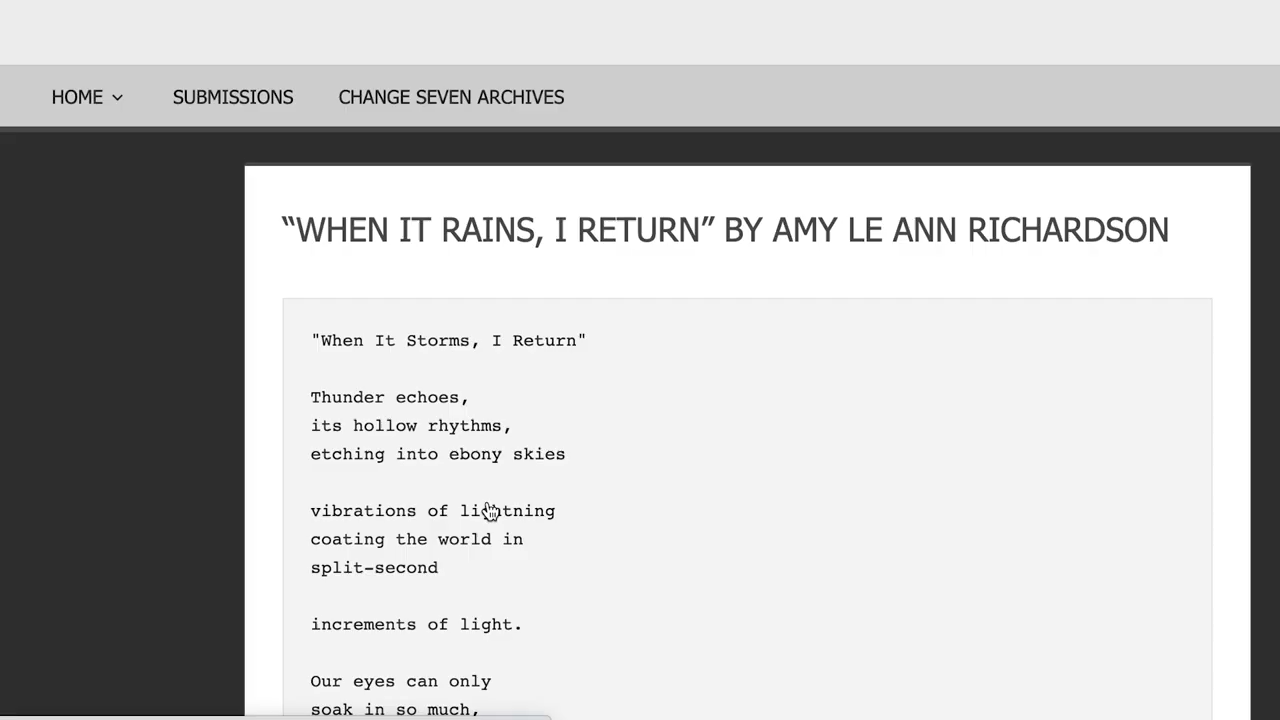 HOME SUBMISSIONS CHANGE SEVEN ARCHIVES
“WHEN IT RAINS, I RETURN” BY AMY LE ANN RICHARDSON
"When It Storms, I Return"
Thunder echoes,
its hollow rhythms,
etching into ebony skies
vibrations of lightning
coating the world in
split-second
increments of light.
Our eyes can only
soak in so much,